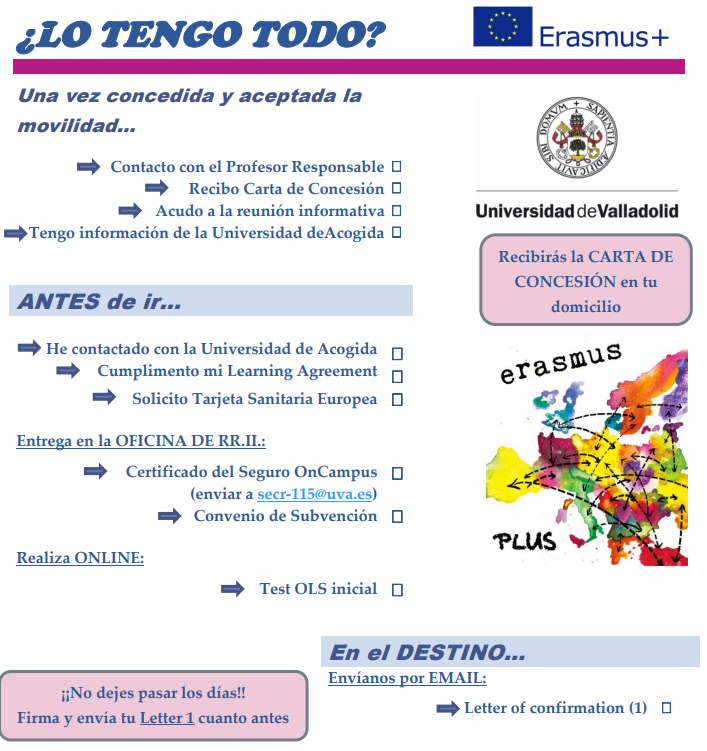 ¿LO TENGO TODO?
Erasmus+
Una vez concedida y aceptada la
movilidad...
Contacto con el Profesor Responsable
Recibo Carta de Concesión
Acudo a la reunión informativa
Tengo información de la Universidad deAcogida
SAPIENTIA
AEDIFICAVIT SIBI DOMVM
Universidad deValladolid
Recibirás la CARTA DE
CONCESIÓN en tu
domicilio
ANTES de ir...
He contactado con la Universidad de Acogida
Cumplimento mi Learning Agreement
Solicito Tarjeta Sanitaria Europea
Entrega en la OFICINA DE RR.II.:
Certificado del Seguro OnCampus
(enviar a secr-115@uva.es)
Convenio de Subvención
Realiza ONLINE:
Test OLS inicial
erasmus
PLUS
En el DESTINO...
Envíanos por EMAIL:
Letter of confirmation (1)
¡¡No dejes pasar los días!!
Firma y envía tu Letter 1 cuanto antes